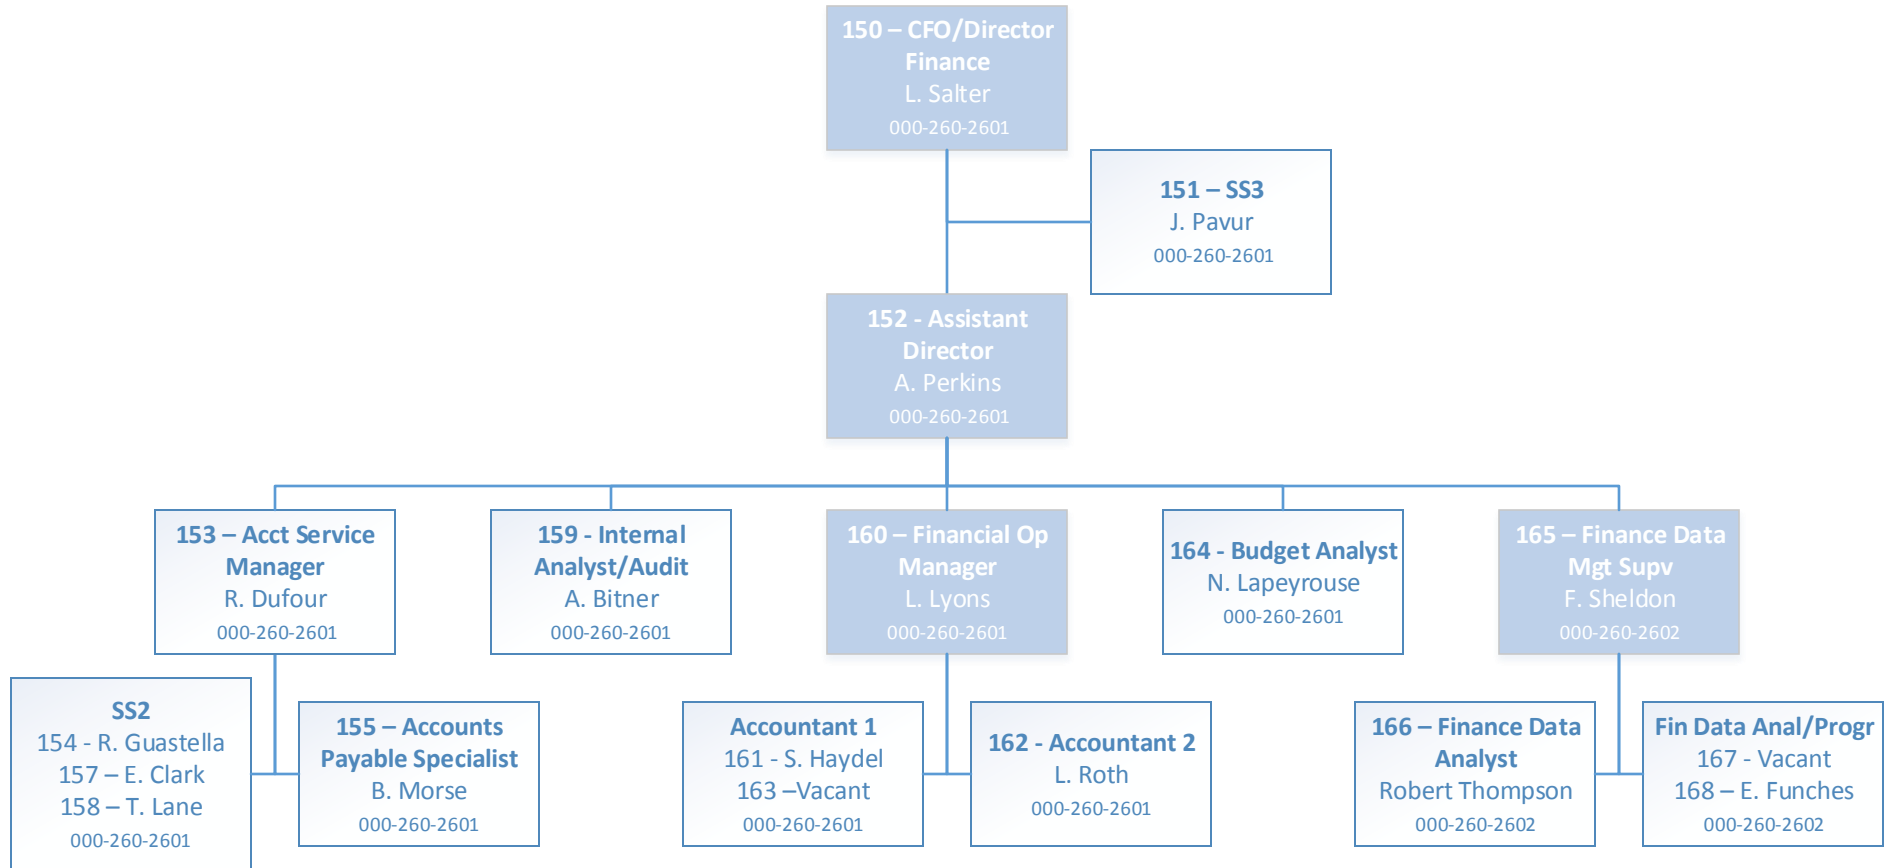 150 – CFO/Director
Finance
L. Salter
000-260-2601
151 – SS3
J. Pavur
000-260-2601
152 - Assistant
Director
A. Perkins
000-260-2601
153 – Acct Service
Manager
R. Dufour
000-260-2601
159 - Internal
Analyst/Audit
A. Bitner
000-260-2601
160 – Financial Op
Manager
L. Lyons
000-260-2601
164 - Budget Analyst
N. Lapeyrouse
000-260-2601
165 – Finance Data
Mgt Supv
F. Sheldon
000-260-2602
SS2
154 - R. Guastella
157 – E. Clark
158 – T. Lane
000-260-2601
155 – Accounts
Payable Specialist
B. Morse
000-260-2601
Accountant 1
161 - S. Haydel
163 –Vacant
000-260-2601
162 - Accountant 2
L. Roth
000-260-2601
166 – Finance Data
Analyst
Robert Thompson
000-260-2602
Fin Data Anal/Progr
167 - Vacant
168 – E. Funches
000-260-2602